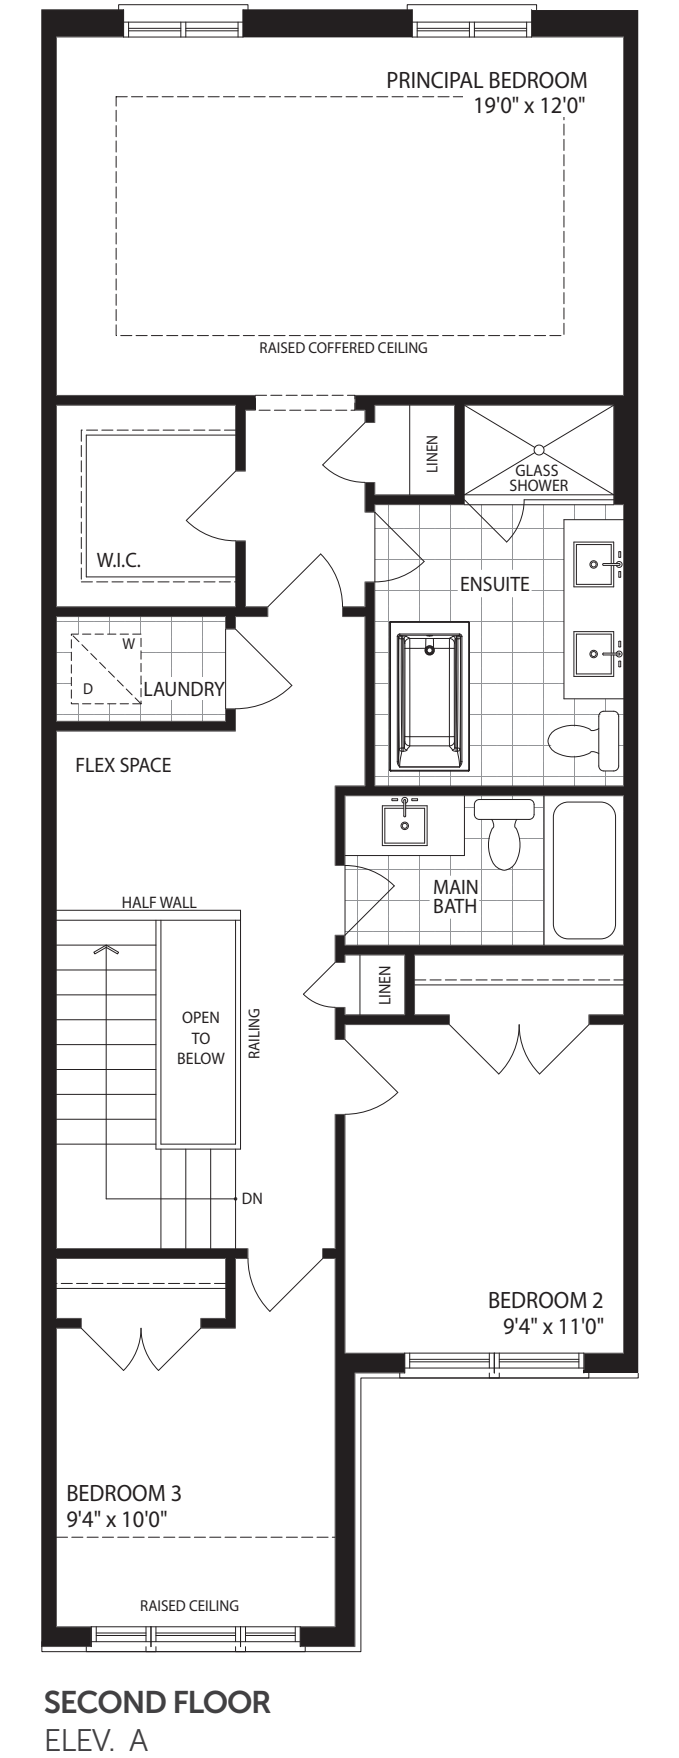 PRINCIPAL BEDROOM
19'0" x 12'0"
RAISED COFFERED CEILING
LINEN
GLASS
SHOWER
W.I.C.
ENSUITE
W
D
LAUNDRY
FLEX SPACE
MAIN
BATH
HALF WALL
LINEN
OPEN
TO
BELOW
RAILING
DN
BEDROOM 2
9'4" x 11'0"
BEDROOM 3
9'4" x 10'0"
RAISED CEILING
SECOND FLOOR
ELEV. A